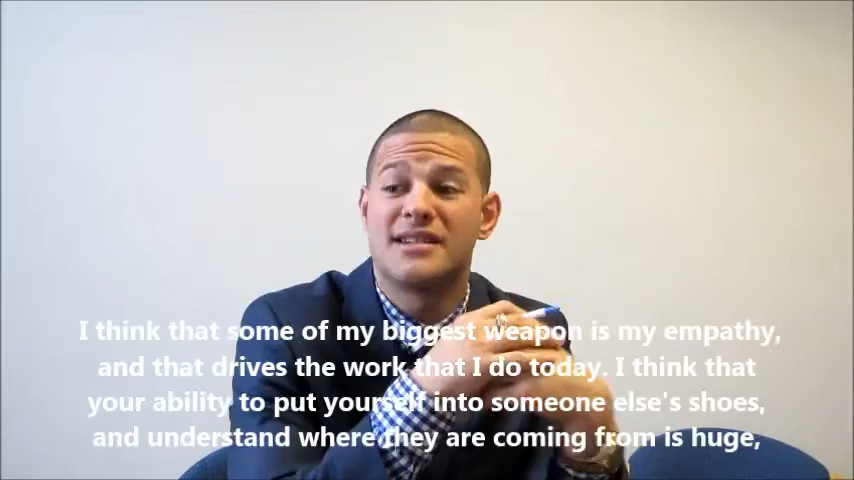 I think that some of my biggest weapon is my empathy,
and that drives the work that I do today. I think that
your ability to put yourself into someone else's shoes,
and understand where they are coming from is huge,